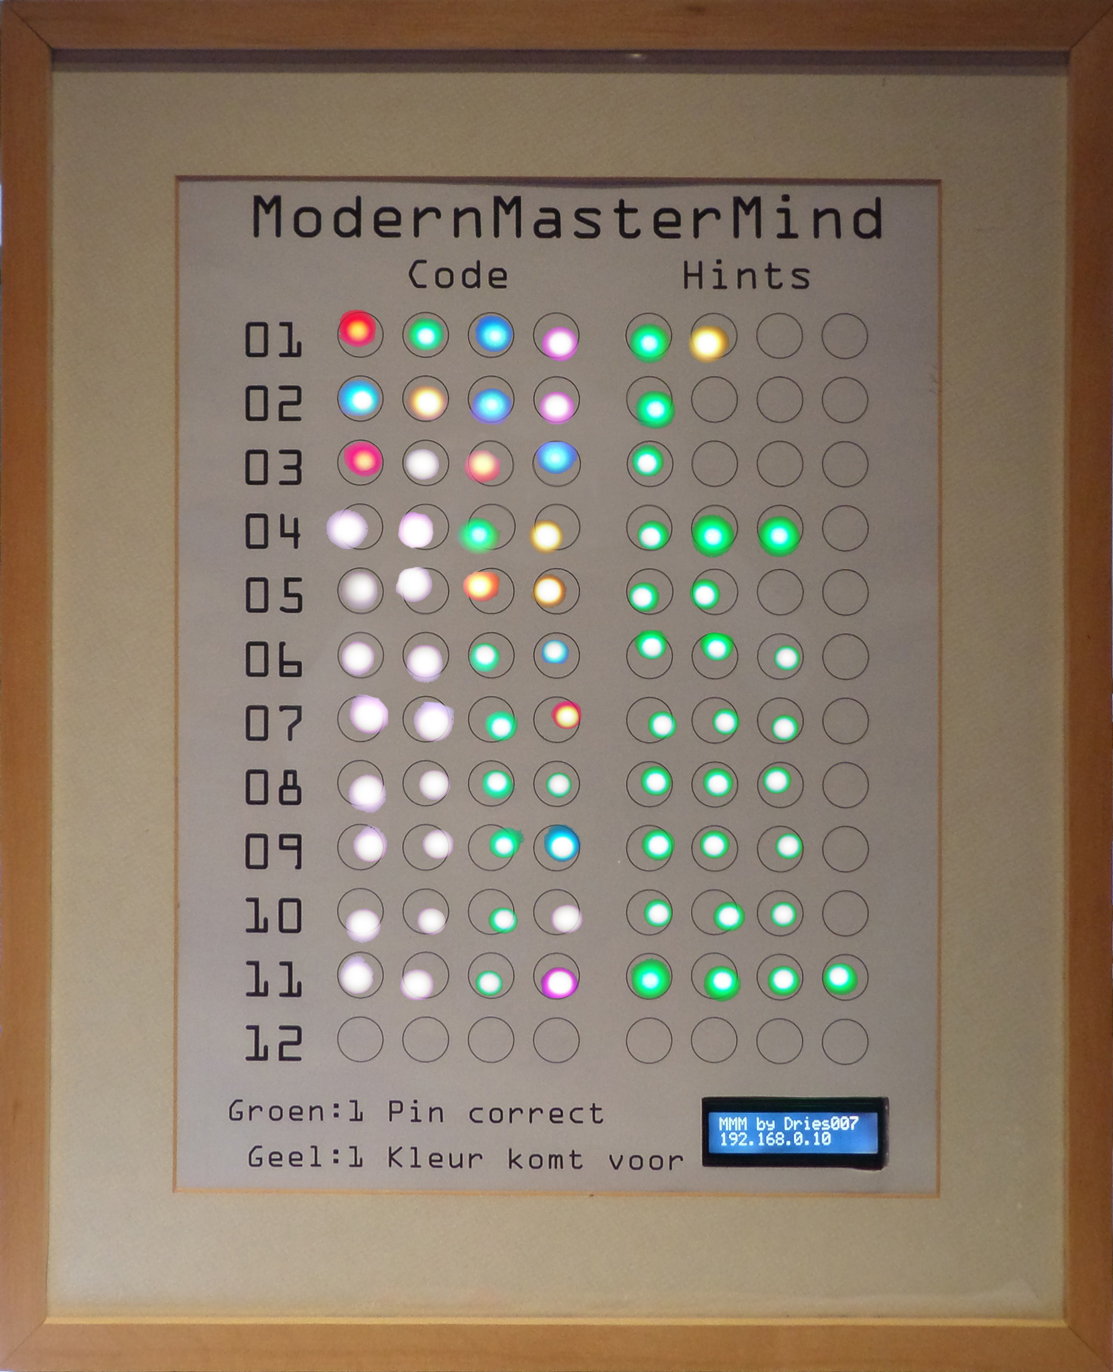 ModernMasterMind
Code Hints
01
02
03
04
05
06
07
08
09
10
11
12
Groen:1 Pin correct
Geel:1 Kleur komt voor
MMM by Dries007
192.168.0.10